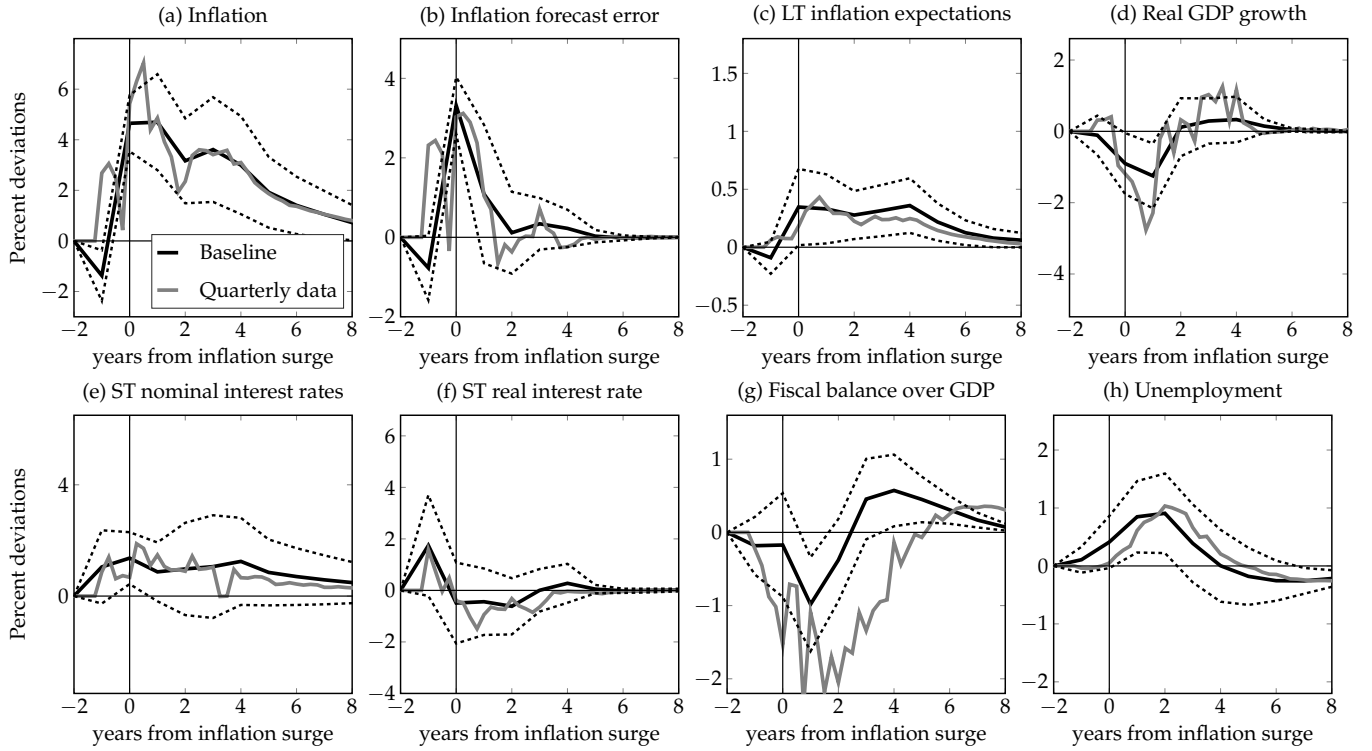 (a) Inflation
(b) Inflation forecast error
(c) LT inflation expectations
(d) Real GDP growth
Percent deviations
6
4
2
0
−2
Baseline
Quarterly data
−2 0 2 4 6 8
years from inflation surge
4
2
0
−2
−2 0 2 4 6 8
years from inflation surge
1.5
1
0.5
0
−0.5
−2 0 2 4 6 8
years from inflation surge
2
0
−2
−4
−2 0 2 4 6 8
years from inflation surge
(e) ST nominal interest rates
(f) ST real interest rate
(g) Fiscal balance over GDP
(h) Unemployment
Percent deviations
4
0
−2 0 2 4 6 8
years from inflation surge
6
4
2
0
−2
−4
−2 0 2 4 6 8
years from inflation surge
1
0
−1
−2
−2 0 2 4 6 8
years from inflation surge
2
1
0
−1
−2
−2 0 2 4 6 8
years from inflation surge